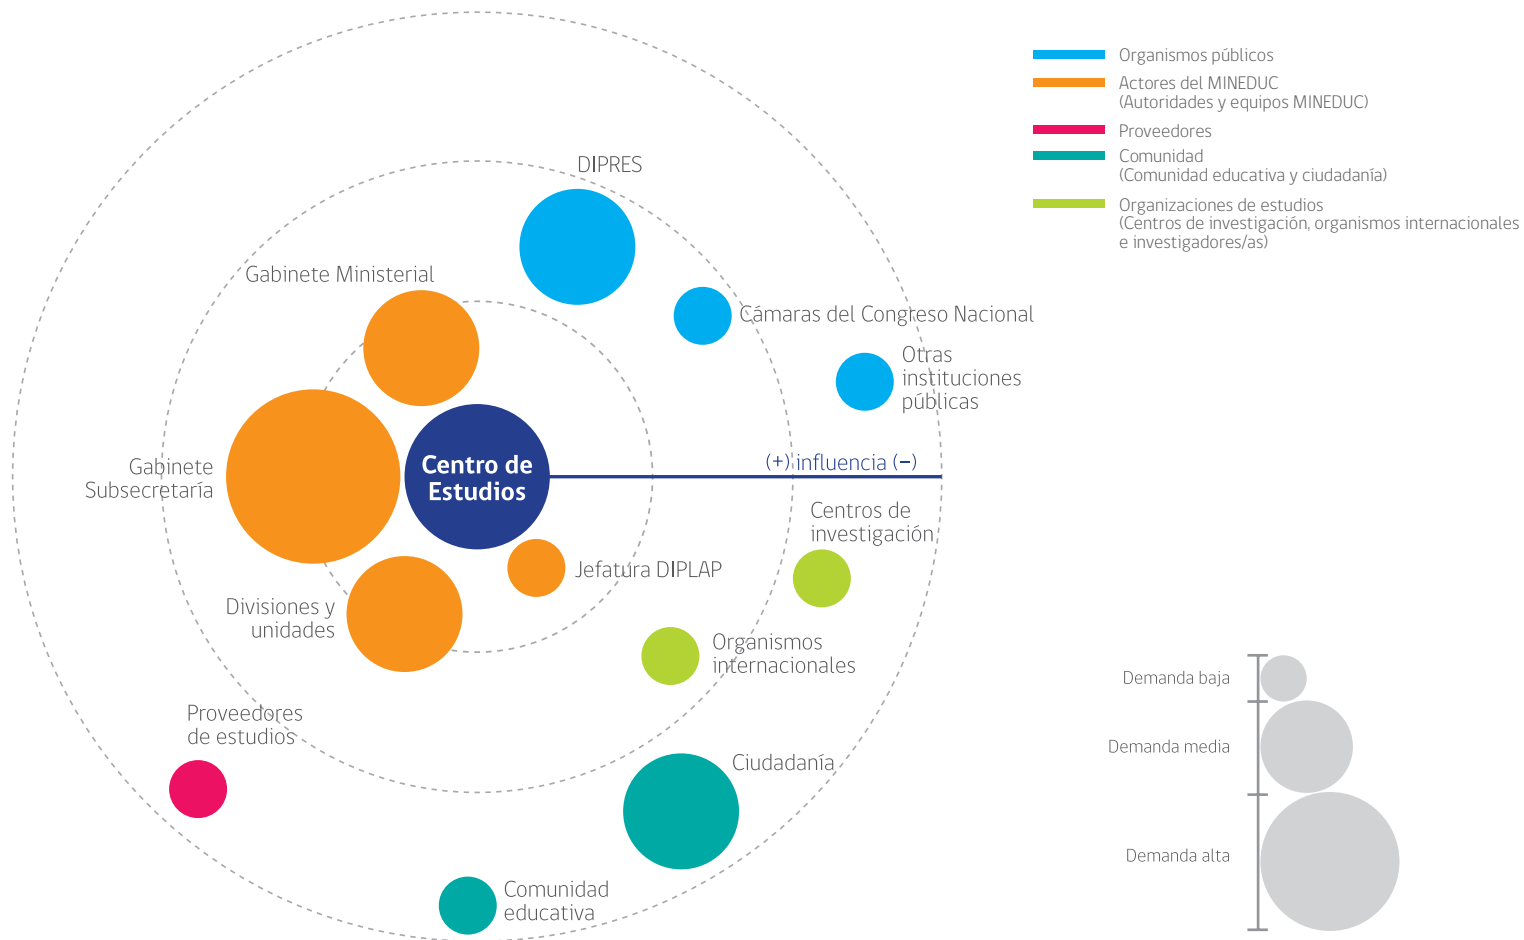 Organismos públicos
Actores del MINEDUC
(Autoridades y equipos MINEDUC)
Proveedores
Comunidad
(Comunidad educativa y ciudadanía)
Organizaciones de estudios
(Centros de investigación, organismos internacionales
e investigadores/as)
DIPRES
Gabinete Ministerial
Cámaras del Congreso Nacional
Otras
instituciones
públicas
Gabinete
Subsecretaría
Centro de
Estudios
(+) influencia (−)
Centros de
investigación
Jefatura DIPLAP
Divisiones y
unidades
Organismos
internacionales
Proveedores
de estudios
Ciudadanía
Comunidad
educativa
Demanda baja
Demanda media
Demanda alta